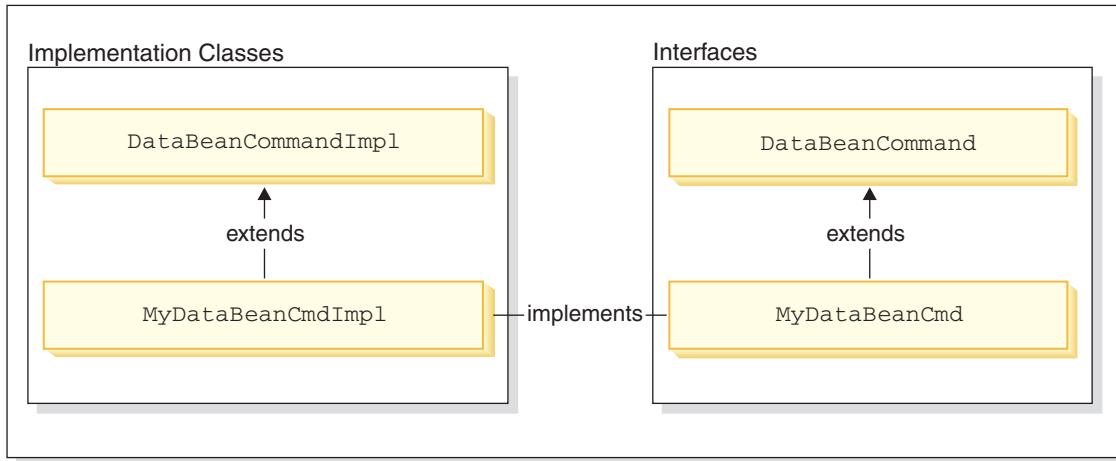 Implementation Classes
DataBeanCommandImpl
extends
MyDataBeanCmdImpl
implements
Interfaces
DataBeanCommand
extends
MyDataBeanCmd